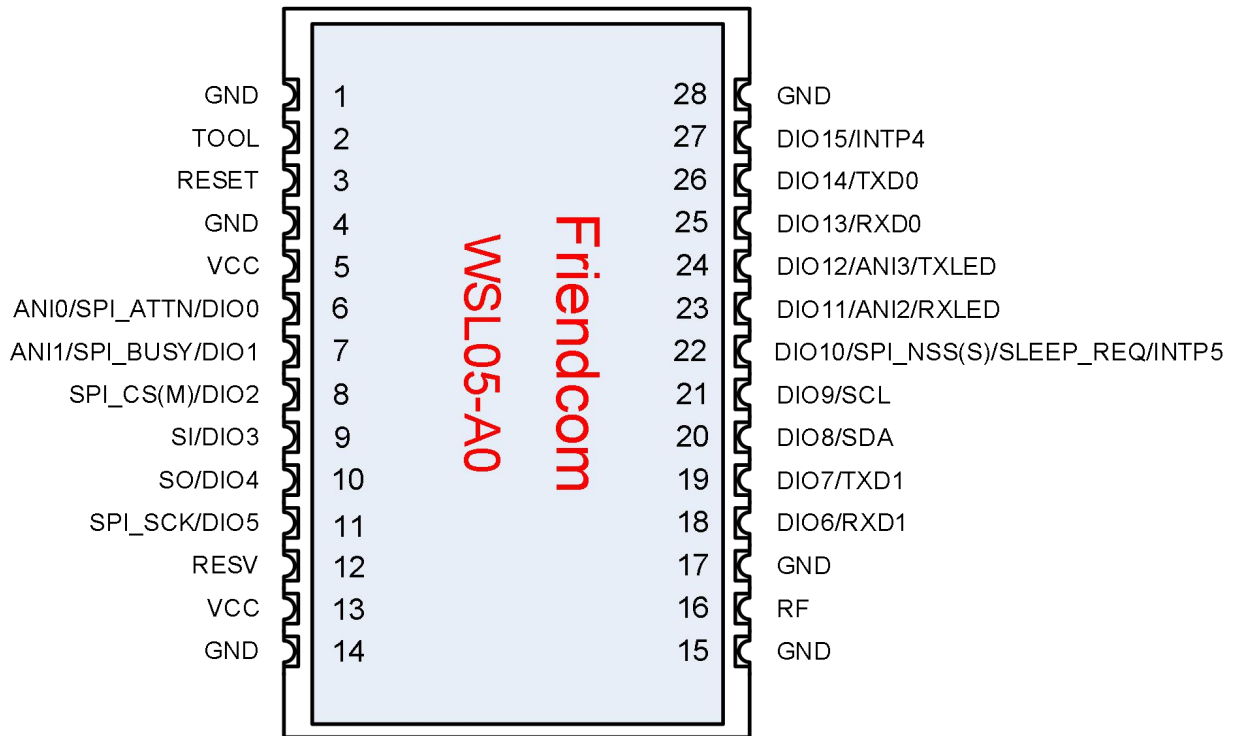 GND 1 28 GND
TOOL 2 27 DIO15/INTP4
RESET 3 26 DIO14/TXD0
GND 4 25 DIO13/RXD0
VCC 5 24 DIO12/ANI3/TXLED
ANI0/SPI_ATTN/DIO0 6 23 DIO11/ANI2/RXLED
ANI1/SPI_BUSY/DIO1 7 22 DIO10/SPI_NSS(S)/SLEEP_REQ/INTP5
SPI_CS(M)/DIO2 8 21 DIO9/SCL
SI/DIO3 9 20 DIO8/SDA
SO/DIO4 10 19 DIO7/TXD1
SPI_SCK/DIO5 11 18 DIO6/RXD1
RESV 12 17 GND
VCC 13 16 RF
GND 14 15 GND
Friendcom
WSL05-A0